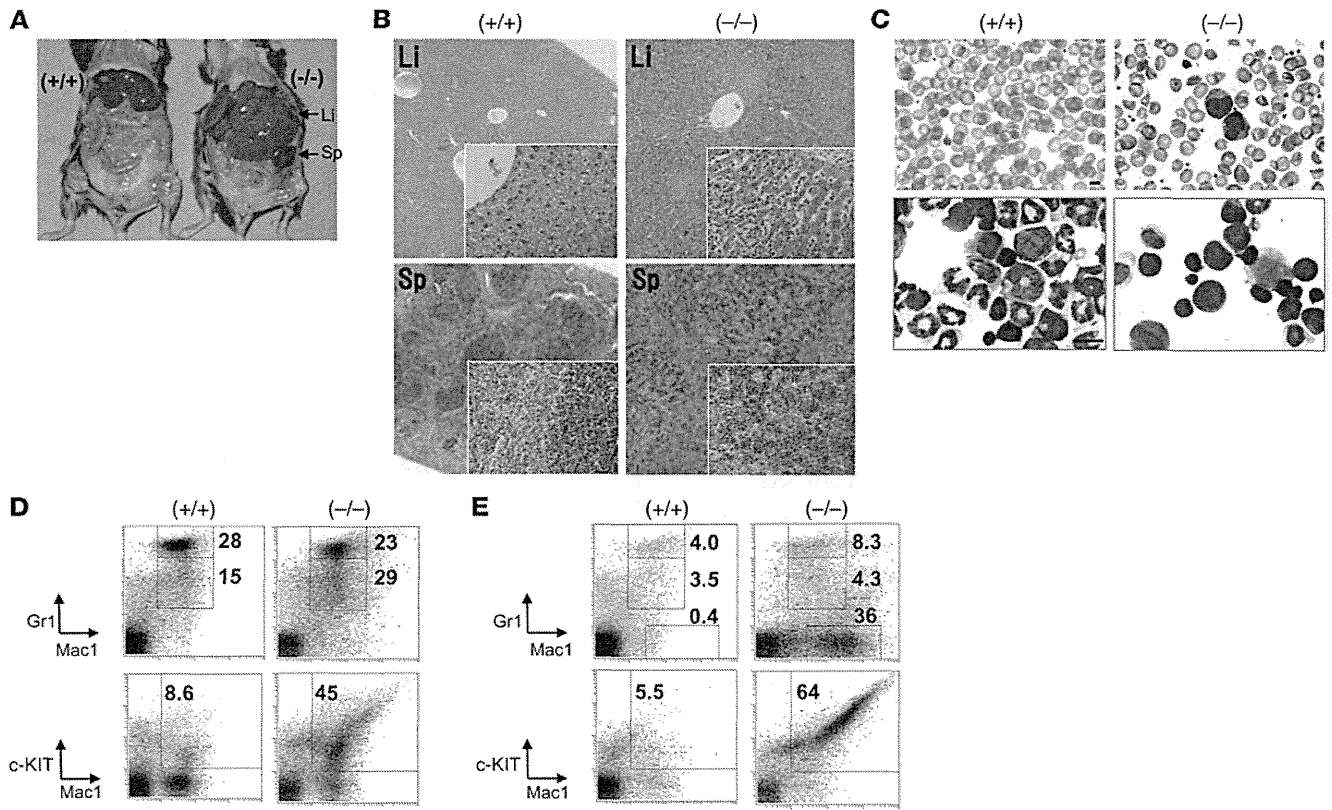 A
(+/+)
(-/-)
Li
Sp
B
(+/+)
(−/−)
Li
Li
Sp
Sp
C
(+/+)
(−/−)
D
(+/+)
(−/−)
28
15
23
29
Gr1
Mac1
8.6
45
c-KIT
Mac1
E
(+/+)
(−/−)
4.0
3.5
0.4
8.3
4.3
36
Gr1
Mac1
5.5
64
c-KIT
Mac1